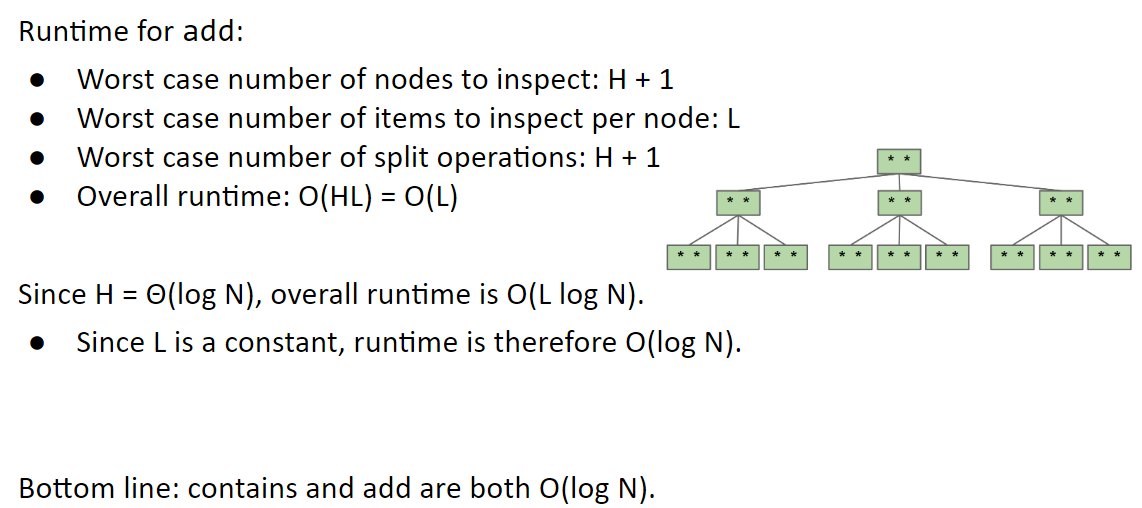 Runtime for add:
● Worst case number of nodes to inspect: H + 1
● Worst case number of items to inspect per node: L
● Worst case number of split operations: H + 1
● Overall runtime: O(HL) = O(L)
* *
* * * * * *
* * * * * * * * * * * * * * * * * *
Since H = Θ(log N), overall runtime is O(L log N).
● Since L is a constant, runtime is therefore O(log N).
Bottom line: contains and add are both O(log N).